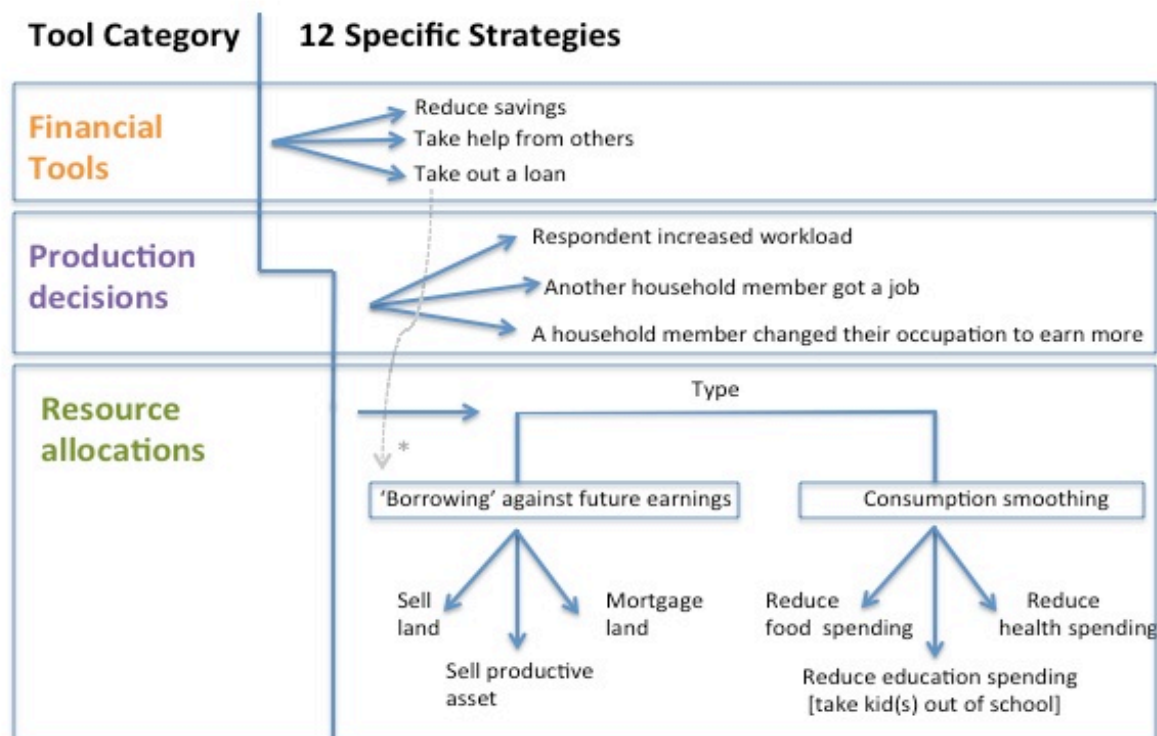 Tool Category
12 Specific Strategies
Financial
Tools
Reduce savings
Take help from others
Take out a loan
Production
decisions
Respondent increased workload
Another household member got a job
A household member changed their occupation to earn more
Resource
allocations
Type
*
‘Borrowing’ against future earnings
Consumption smoothing
Sell
land
Sell productive
asset
Mortgage
land
Reduce
food spending
Reduce education spending
[take kid(s) out of school]
Reduce
health spending